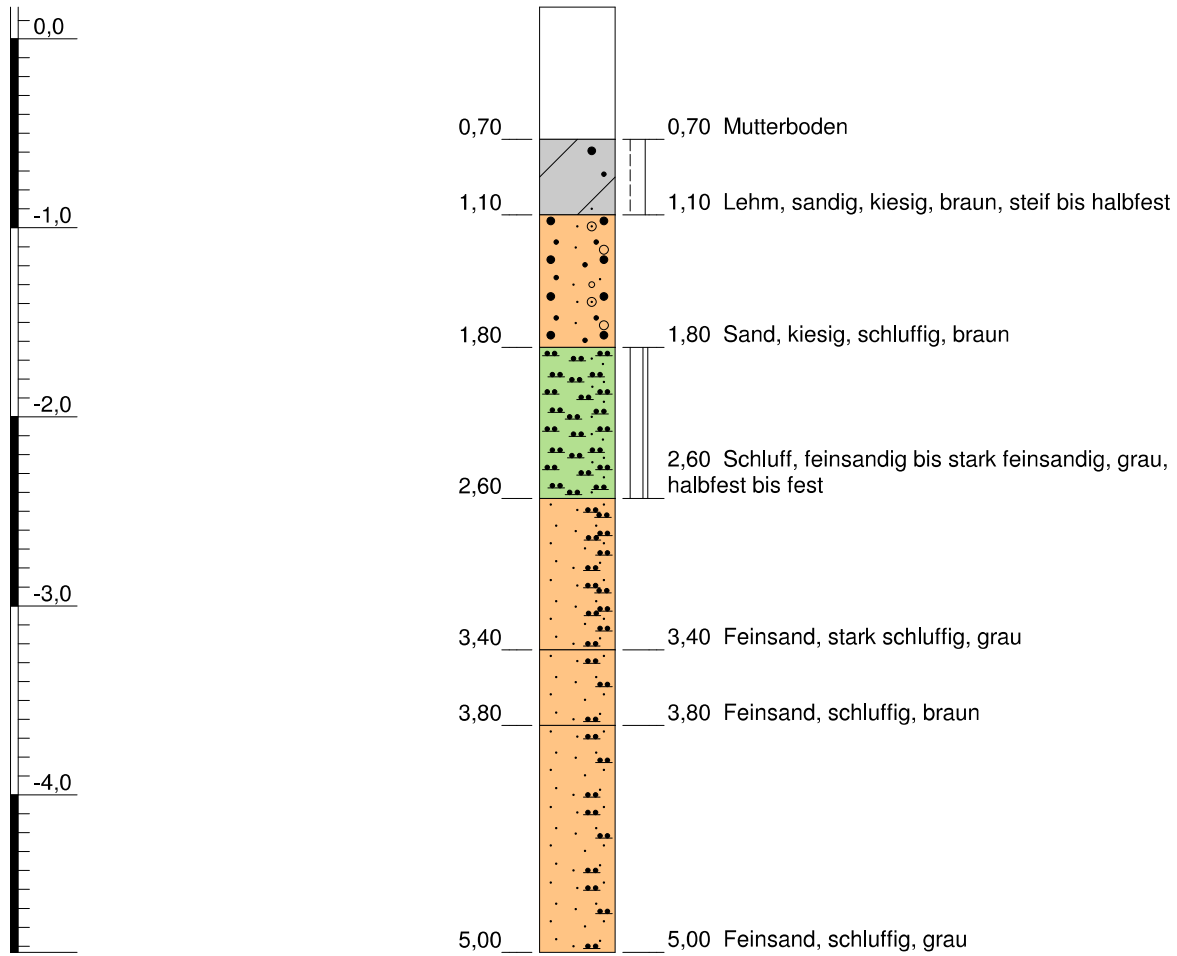 0,0
0,70
0,70 Mutterboden
1,10
1,10 Lehm, sandig, kiesig, braun, steif bis halbfest
-1,0
1,80
1,80 Sand, kiesig, schluffig, braun
-2,0
2,60 Schluff, feinsandig bis stark feinsandig, grau,
halbfest bis fest
2,60
-3,0
3,40
3,40 Feinsand, stark schluffig, grau
3,80
3,80 Feinsand, schluffig, braun
-4,0
5,00
5,00 Feinsand, schluffig, grau